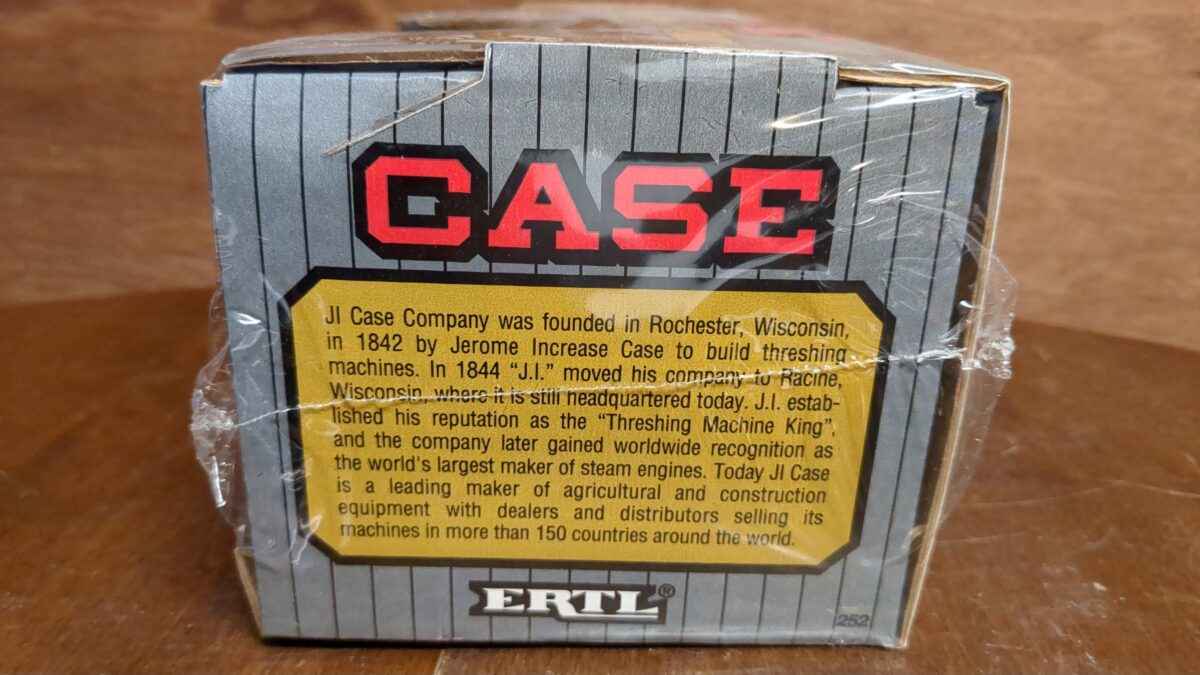 CASE
JI Case Company was founded in Rochester, Wisconsin,
in 1842 by Jerome Increase Case to build threshing
machines. In 1844 “J.I.” moved his company to Racine,
Wisconsin, where it is still headquartered today. J.I. estab-
lished his reputation as the “Threshing Machine King”,
and the company later gained worldwide recognition as
the world's largest maker of steam engines. Today JI Case
is a leading maker of agricultural and construction
equipment with dealers and distributors selling its
machines in more than 150 countries around the world.
ERTL®
252